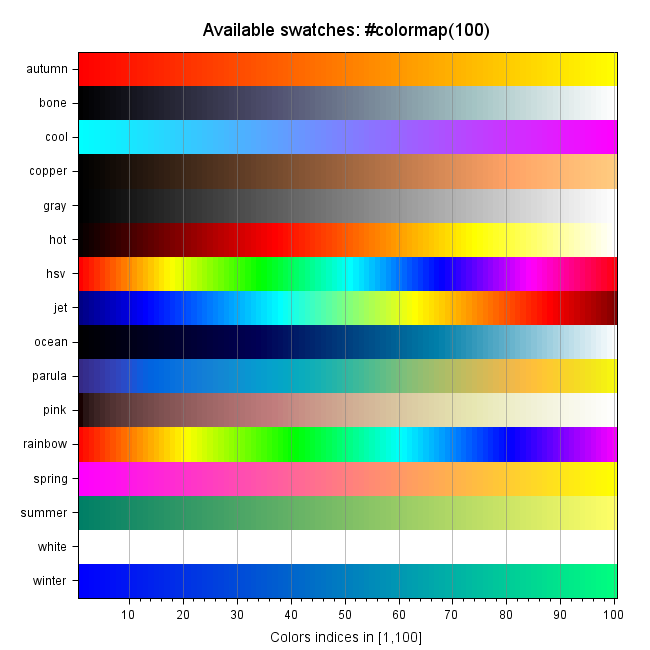 Available swatches: #colormap(100)
autumn
bone
cool
copper
gray
hot
hsv
jet
ocean
parula
pink
rainbow
spring
summer
white
winter
10 20 30 40 50 60 70 80 90 100
Colors indices in [1,100]